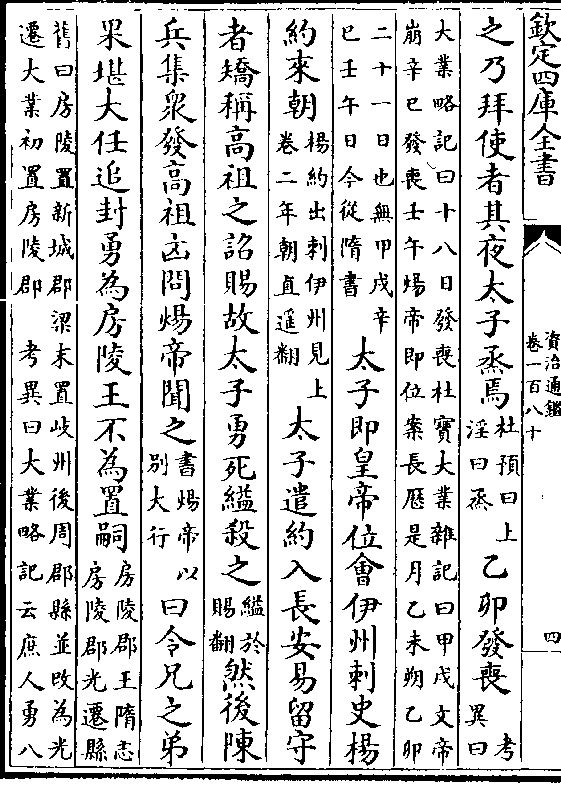 欽定四庫全書
資治通鑑
卷一百八十
四
之乃拜使者其夜太子烝焉
杜預曰上
淫曰烝
乙卯發喪
考
異曰
大業略記曰十八日發喪杜寶大業雜記曰甲戌文帝
崩辛巳發喪壬午煬帝即位案長厯是月乙未朔乙卯
二十一日也無甲戌辛
巳壬午日今從隋書
太子即皇帝位會伊州刺史楊
約來朝
楊約出刺伊州見上
卷二年朝直遥翻
太子遣約入長安易留守
者矯稱高祖之詔賜故太子勇死縊殺之
縊於
賜翻
然後陳
兵集衆發高祖凶問煬帝聞之
書煬帝以
別大行
曰令兄之弟
果堪大任追封勇為房陵王不為置嗣
房陵郡王隋志
房陵郡光遷縣
舊曰房陵置新城郡梁末置岐州後周郡縣並改為光
遷大業初置房陵郡　考異曰大業略記云庶人勇八